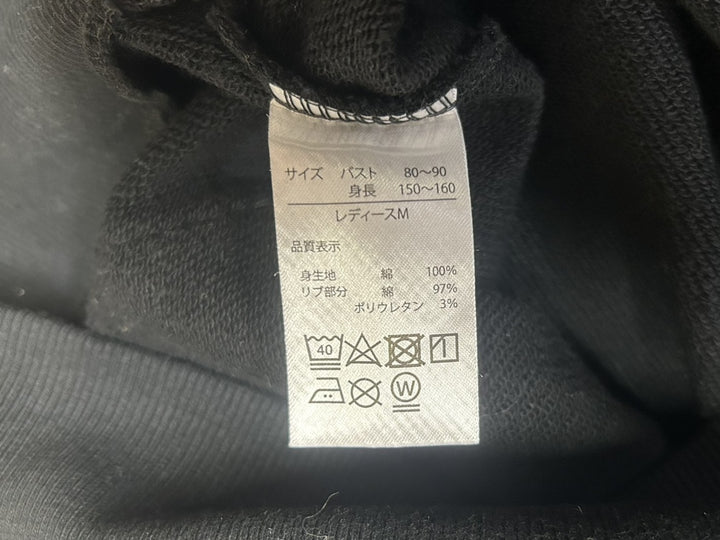 サイズ バスト 80～90
身長 150～160
レディースM
品質表示
身生地 綿 100%
リブ部分 綿 97%
ポリウレタン 3%
40
W